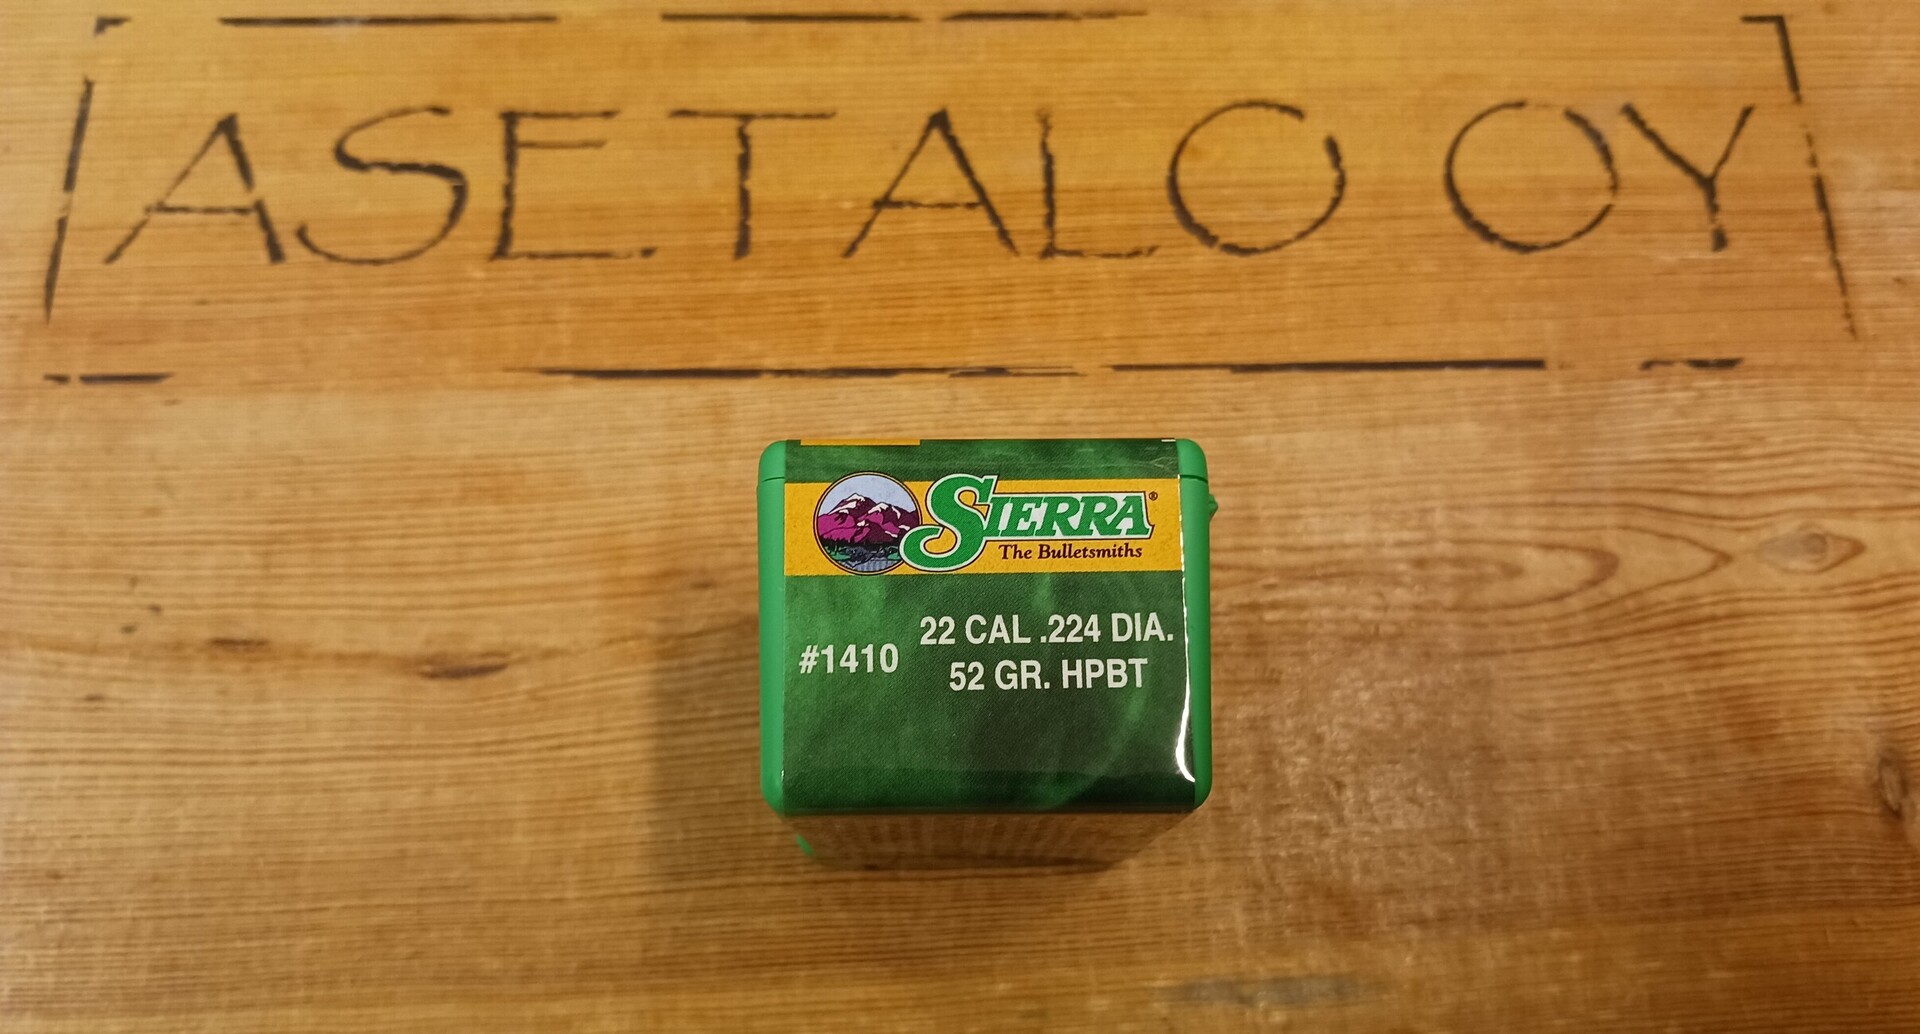 ASETALO OY
SIERRA®
The Bulletsmiths
22 CAL .224 DIA.
#1410
52 GR. HPBT